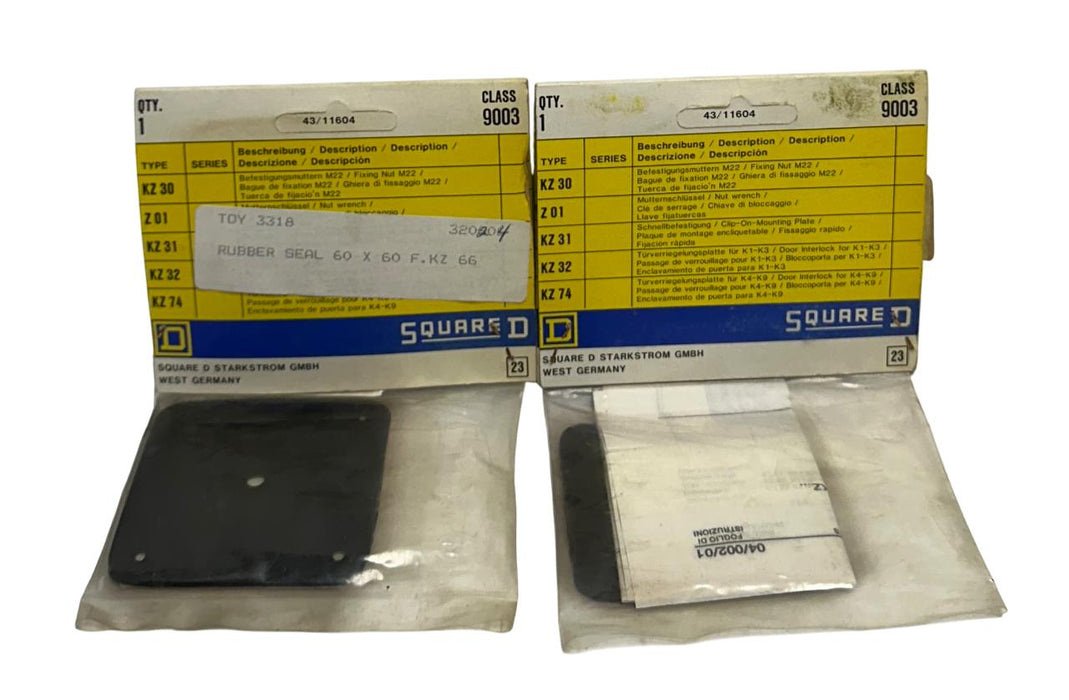 QTY.
1
43/11604
CLASS
9003
TYPE SERIES Beschreibung / Description / Description /
Descrizione / Descripción
KZ 30 Befestigungsmuttern M22 / Fixing Nut M22 /
Bague de fixation M22 / Ghiera di fissaggio M22 /
Tuerca de fijacio'n M22
Z 01 Mutternschlüssel / Nut wrench /
TOY 3318
RUBBER SEAL 60 X 60 F.KZ 66
KZ 31
KZ 32
KZ 74 Passage de verrouillage pour K4-K9 /
Enclavamiento de puerta para K4-K9
D SQUARE D
SQUARE D STARKSTROM GMBH
WEST GERMANY
23
QTY.
1
43/11604
CLASS
9003
TYPE SERIES Beschreibung / Description / Description /
Descrizione / Descripción
KZ 30 Befestigungsmuttern M22 / Fixing Nut M22 /
Bague de fixation M22 / Ghiera di fissaggio M22 /
Tuerca de fijacio'n M22
Z 01 Mutternschlüssel / Nut wrench /
Cle de serrage / Chiave di bloccaggio /
Llave fijatuercas
KZ 31 Schnellbefestigung / Clip-On-Mounting Plate /
Plaque de montage encliquetable / Fissaggio rapido /
Fijación rápida
KZ 32 Türverriegelungsplatte für K1-K3 / Door Interlock for K1-K3 /
Passage de verrouillage pour K1-K3 / Bloccoporta per K1-K3 /
Enclavamiento de puerta para K1-K3
KZ 74 Türverriegelungsplatte für K4-K9 / Door Interlock for K4-K9 /
Passage de verrouillage pour K4-K9 / Bloccoporta per K4-K9 /
Enclavamiento de puerta para K4-K9
D SQUARE D
SQUARE D STARKSTROM GMBH
WEST GERMANY
23
04/002/01
FOGLIO DI
ISTRUZIONI